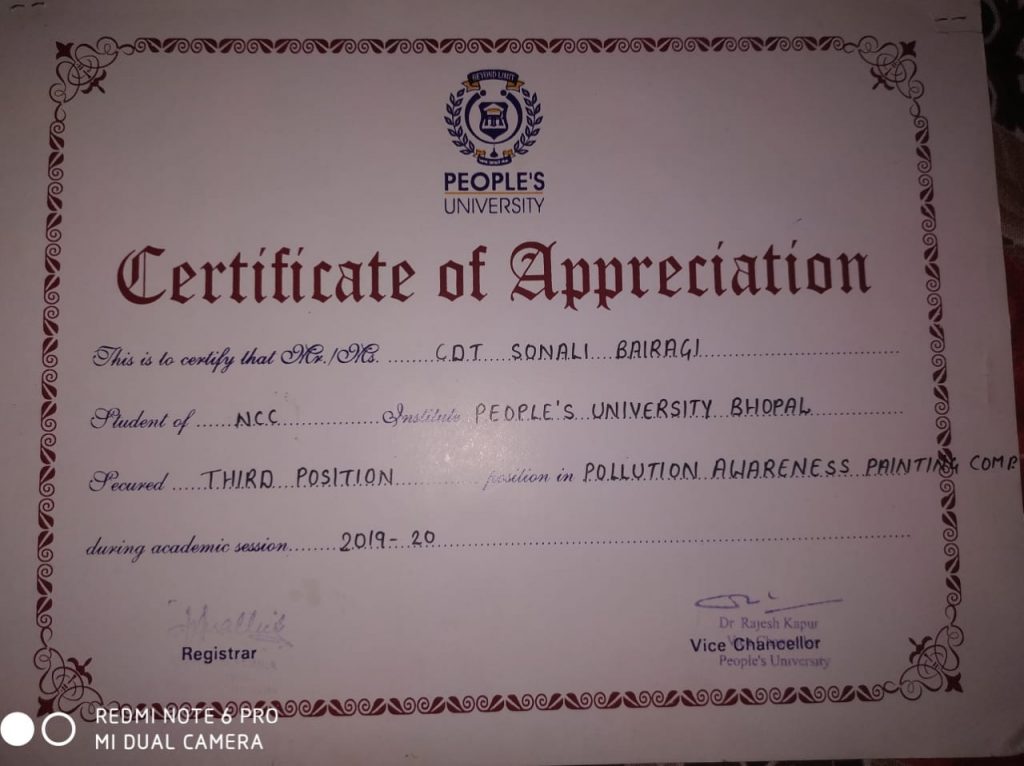 BEYOND LIMIT
PEOPLE'S
UNIVERSITY
Certificate of Appreciation
This is to certify that Mr./Ms. ...... CDT SONALI BAIRAGI
Student of ...... NCC ...... Institute PEOPLE'S UNIVERSITY BHOPAL
Secured ...... THIRD POSITION ...... position in POLLUTION AWARENESS PAINTING COMP.
during academic session...... 2019-20
Registrar
Dr Rajesh Kapur
Vice Chancellor
Vice Chancellor
People's University
REDMI NOTE 6 PRO
MI DUAL CAMERA